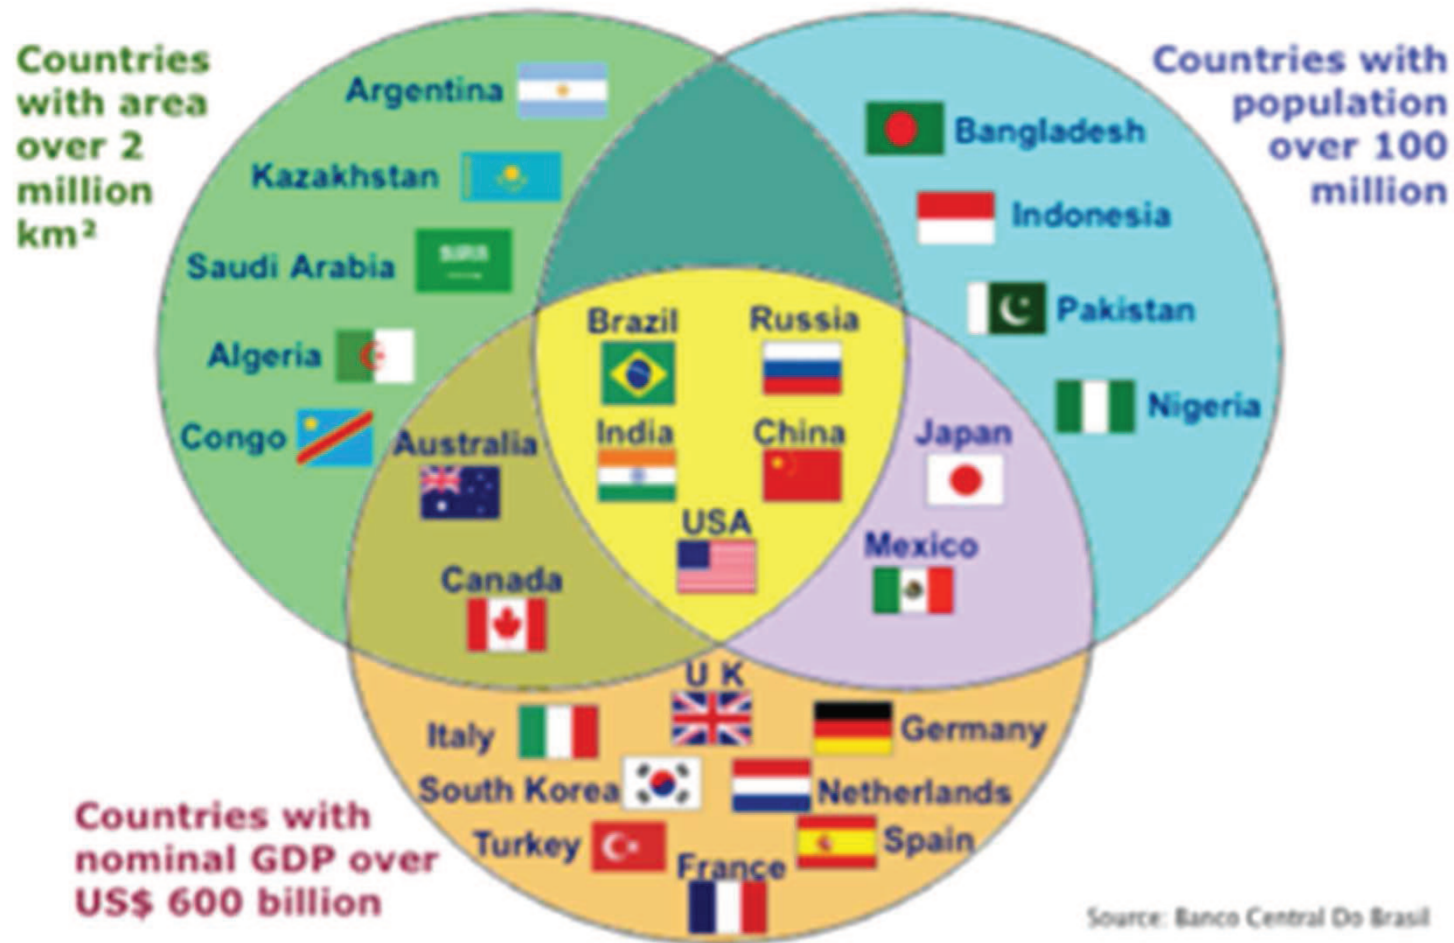 Countries
with area
over 2
million
km²
Countries with
population
over 100
million
Argentina
Kazakhstan
Saudi Arabia
Algeria
Congo
Bangladesh
Indonesia
Pakistan
Nigeria
Brazil
Russia
India
China
USA
Australia
Canada
Japan
Mexico
U K
Italy
Germany
South Korea
Netherlands
Turkey
Spain
France
Countries with
nominal GDP over
US$ 600 billion
Source: Banco Central Do Brasil